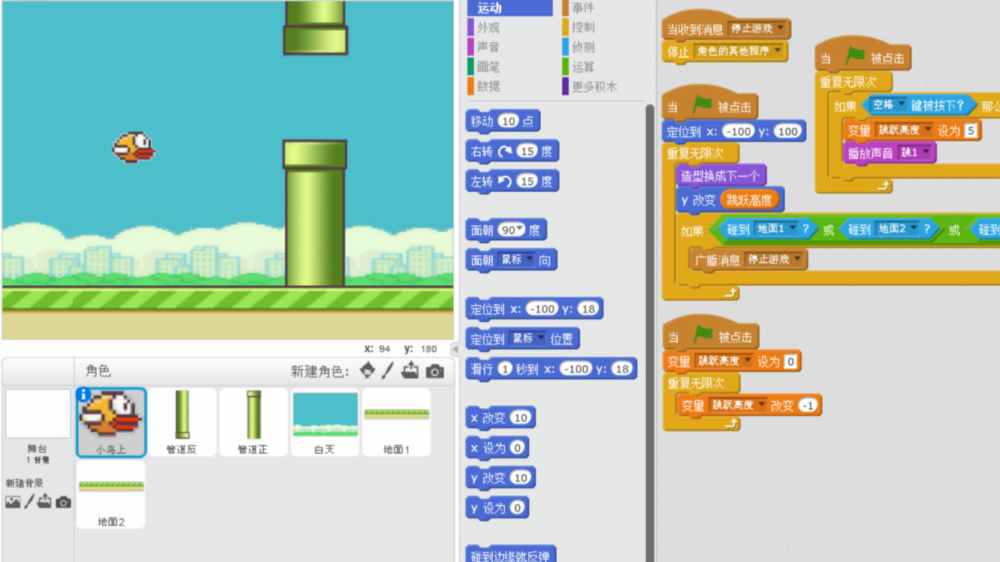 运动
事件
外观
控制
声音
侦测
画笔
运算
数据
更多积木
移动 10 点
右转 15 度
左转 15 度
面朝 90 度
面朝 鼠标 向
定位到 x: -100 y: 18
定位到 鼠标 位置
滑行 1 秒到 x: -100 y: 18
x 改变 10
x 设为 0
y 改变 10
y 设为 0
碰到边缘就反弹
当收到消息 停止游戏
停止 角色的其他程序
当 被点击
定位到 x: -100 y: 100
重复无限次
造型换成下一个
y 改变 跳跃高度
如果 碰到 地面1 ? 或 碰到 地面2 ? 或 碰到
广播消息 停止游戏
当 被点击
变量 跳跃高度 设为 0
重复无限次
变量 跳跃高度 改变 -1
当 被点击
重复无限次
如果 空格 键被按下? 那么
变量 跳跃高度 设为 5
播放声音 跳1
x: 94 y: 180
角色
新建角色:
舞台
1 背景
新建背景
小鸟上
管道反
管道正
白天
地面1
地面2